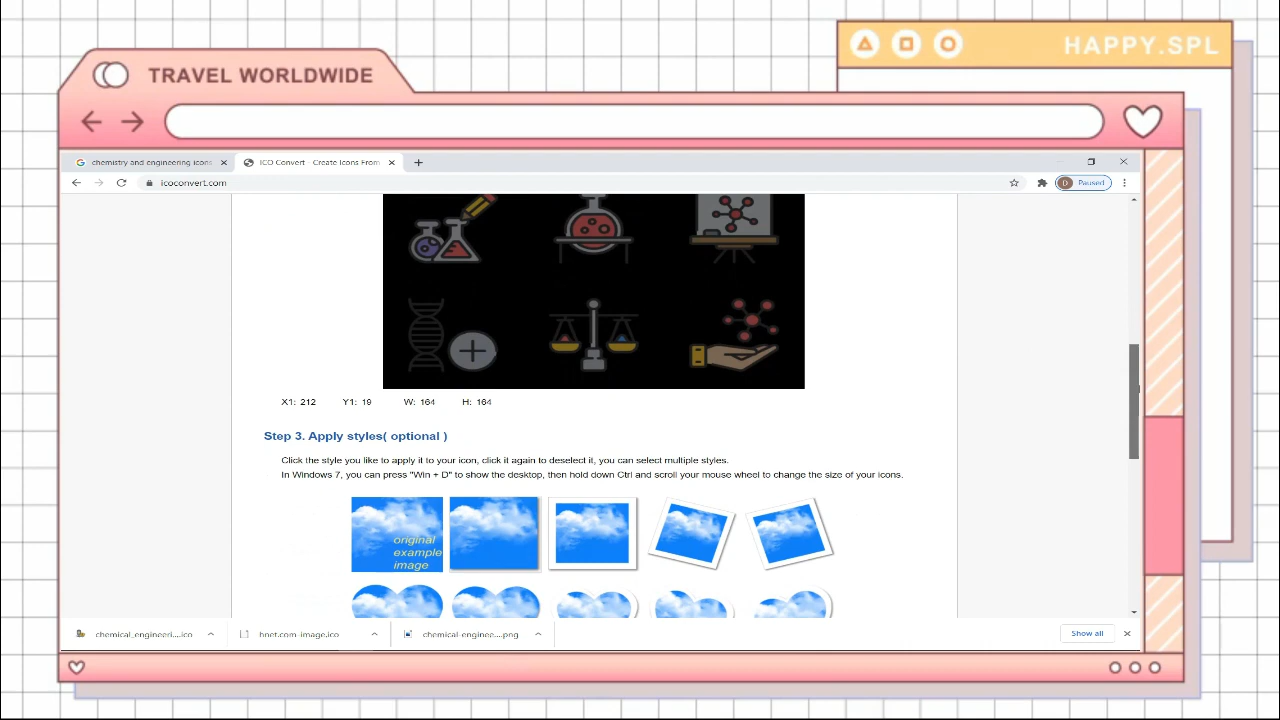 HAPPY.SPL
TRAVEL WORLDWIDE
chemistry and engineering icons
ICO Convert - Create Icons From
icoconvert.com
D Paused
X1: 212 Y1: 19 W: 164 H: 164
Step 3. Apply styles( optional )
Click the style you like to apply it to your icon, click it again to deselect it, you can select multiple styles.
In Windows 7, you can press "Win + D" to show the desktop, then hold down Ctrl and scroll your mouse wheel to change the size of your icons.
original
example
image
chemical_engineeri....ico
hnet.com-image.ico
chemical-enginee....png
Show all